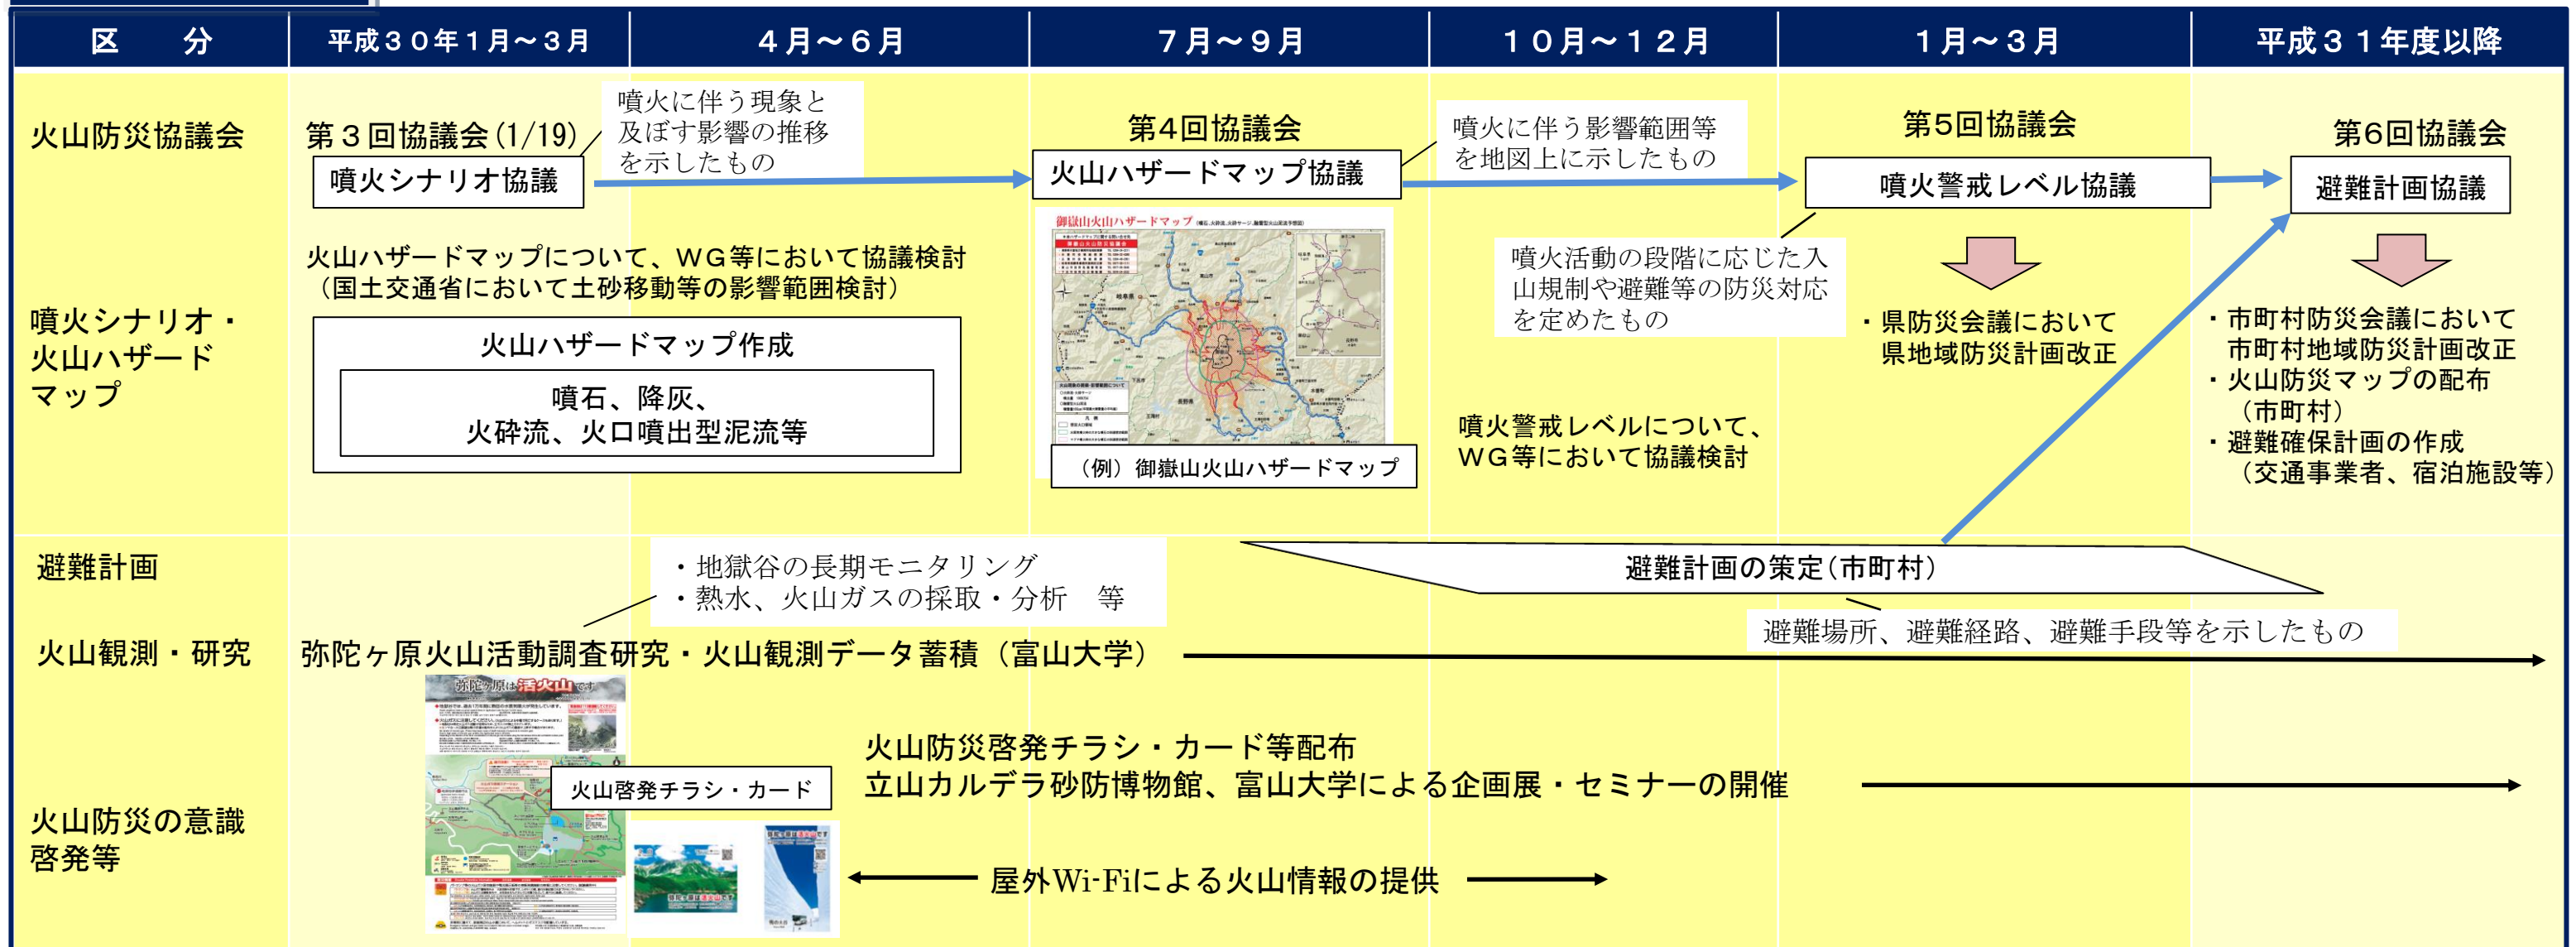 区　分
平成３０年１月～３月
４月～６月
７月～９月
１０月～１２月
１月～３月
平成３１年度以降
火山防災協議会
第３回協議会(1/19)
噴火シナリオ協議
噴火に伴う現象と
及ぼす影響の推移
を示したもの
第4回協議会
火山ハザードマップ協議
噴火に伴う影響範囲等
を地図上に示したもの
第5回協議会
噴火警戒レベル協議
第6回協議会
避難計画協議
噴火シナリオ・
火山ハザード
マップ
火山ハザードマップについて、ＷＧ等において協議検討
（国土交通省において土砂移動等の影響範囲検討）
火山ハザードマップ作成
噴石、降灰、
火砕流、火口噴出型泥流等
御嶽山火山ハザードマップ
岐阜県
長野県
（例）御嶽山火山ハザードマップ
噴火活動の段階に応じた入
山規制や避難等の防災対応
を定めたもの
噴火警戒レベルについて、
ＷＧ等において協議検討
・県防災会議において
県地域防災計画改正
・市町村防災会議において
市町村地域防災計画改正
・火山防災マップの配布
（市町村）
・避難確保計画の作成
（交通事業者、宿泊施設等）
避難計画
避難計画の策定（市町村）
避難場所、避難経路、避難手段等を示したもの
・地獄谷の長期モニタリング
・熱水、火山ガスの採取・分析　等
火山観測・研究
弥陀ヶ原火山活動調査研究・火山観測データ蓄積（富山大学）
火山防災の意識
啓発等
弥陀ヶ原は活火山です
火山啓発チラシ・カード
弥陀ヶ原は活火山です
弥陀ヶ原は活火山です
火山防災啓発チラシ・カード等配布
立山カルデラ砂防博物館、富山大学による企画展・セミナーの開催
屋外Wi-Fiによる火山情報の提供